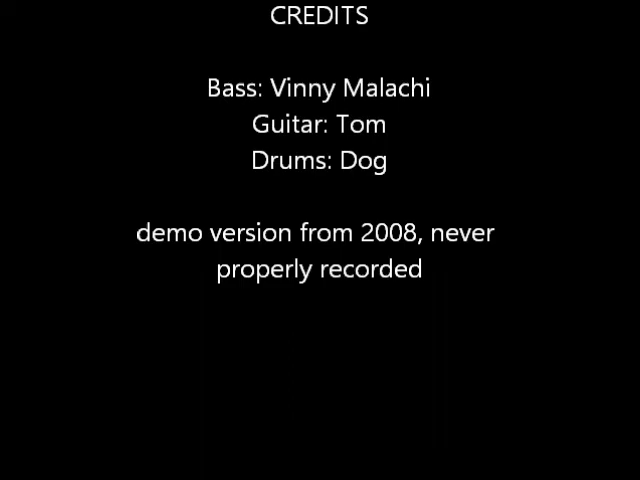 CREDITS
Bass: Vinny Malachi
Guitar: Tom
Drums: Dog
demo version from 2008, never
properly recorded